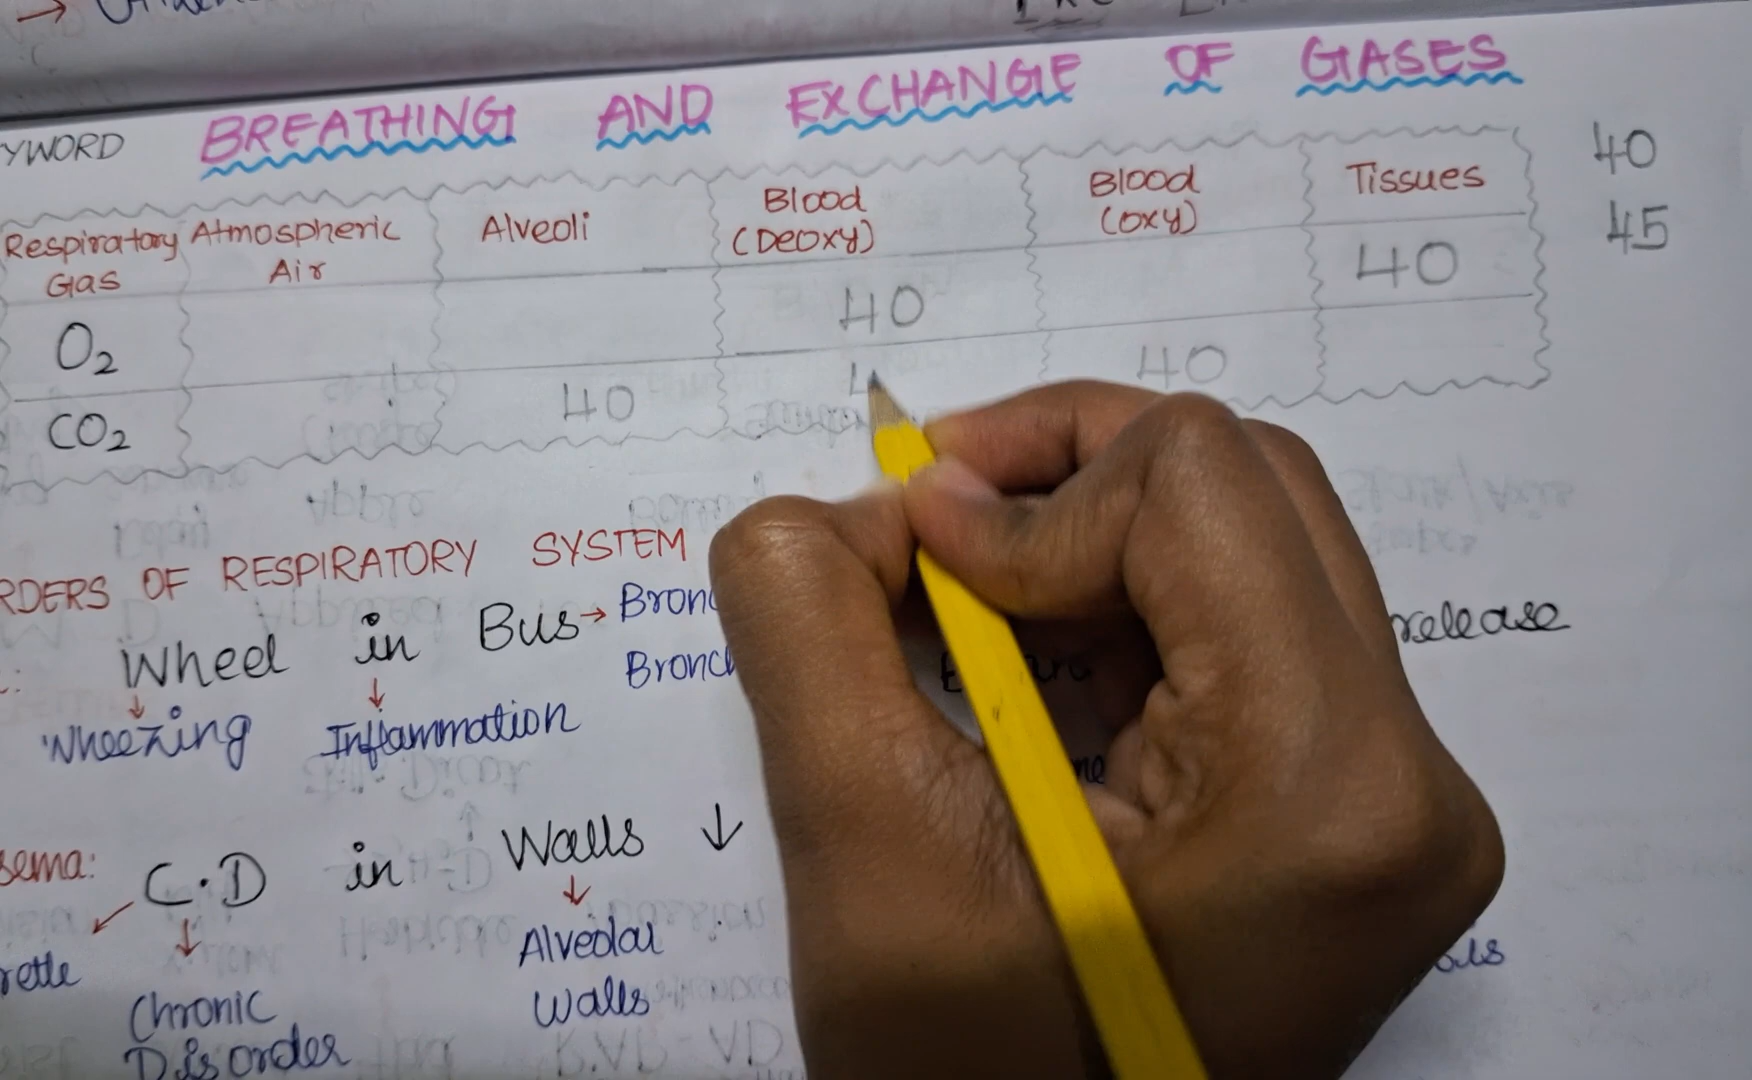 YWORD BREATHING AND EXCHANGE OF GASES
40
45
Respiratory Gas
Atmospheric Air
Alveoli
Blood (Deoxy)
Blood (oxy)
Tissues
O₂ 40 40
CO₂ 40 4 40
RDERS OF RESPIRATORY SYSTEM
Wheel in Bus → Bronc
Bronch
release
Wheezing Inflammation
sema: C.D in Walls ↓
rette
Chronic Disorder
Alveolar Walls